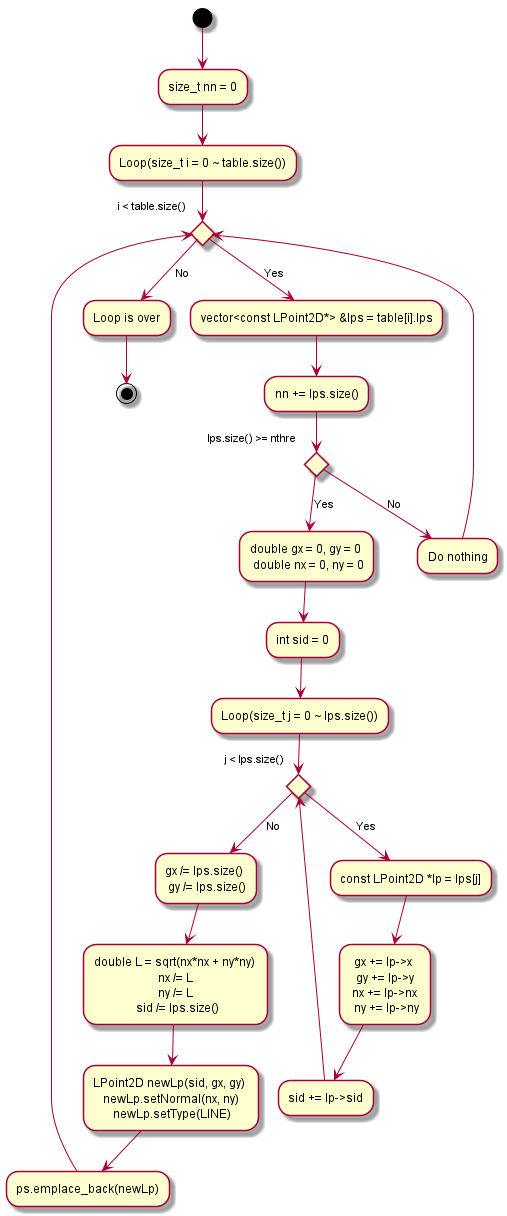 size_t nn = 0
Loop(size_t i = 0 ~ table.size())
i < table.size()
No
Yes
Loop is over
vector<const LPoint2D*> &lps = table[i].lps
nn += lps.size()
lps.size() >= nthre
Yes
No
double gx = 0, gy = 0
double nx = 0, ny = 0
Do nothing
int sid = 0
Loop(size_t j = 0 ~ lps.size())
j < lps.size()
No
Yes
gx /= lps.size()
gy /= lps.size()
const LPoint2D *lp = lps[j]
double L = sqrt(nx*nx + ny*ny)
nx /= L
ny /= L
sid /= lps.size()
gx += lp->x
gy += lp->y
nx += lp->nx
ny += lp->ny
LPoint2D newLp(sid, gx, gy)
newLp.setNormal(nx, ny)
newLp.setType(LINE)
sid += lp->sid
ps.emplace_back(newLp)